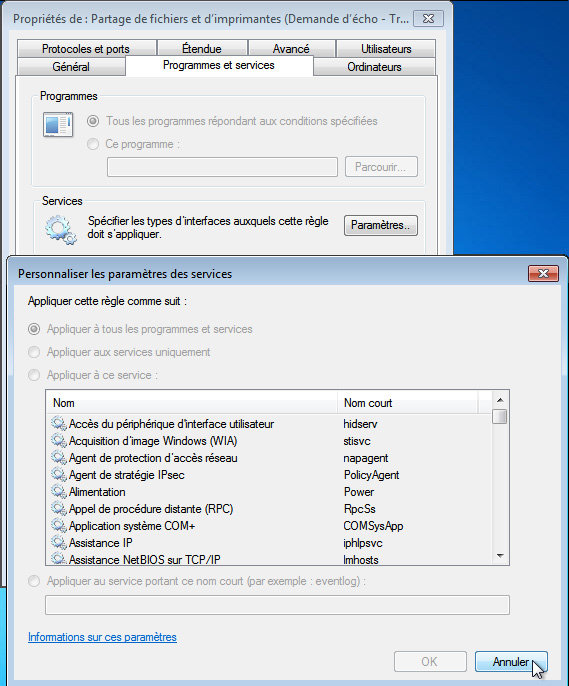 Propriétés de : Partage de fichiers et d'imprimantes (Demande d'écho - Tr...
Protocoles et ports
Étendue
Avancé
Utilisateurs
Général
Programmes et services
Ordinateurs
Programmes
Tous les programmes répondant aux conditions spécifiées
Ce programme :
Parcourir...
Services
Spécifier les types d'interfaces auxquels cette règle
doit s'appliquer.
Paramètres..
Personnaliser les paramètres des services
Appliquer cette règle comme suit :
Appliquer à tous les programmes et services
Appliquer aux services uniquement
Appliquer à ce service :
Nom
Nom court
Accès du périphérique d'interface utilisateur
hidserv
Acquisition d'image Windows (WIA)
stisvc
Agent de protection d'accès réseau
napagent
Agent de stratégie IPsec
PolicyAgent
Alimentation
Power
Appel de procédure distante (RPC)
RpcSs
Application système COM+
COMSysApp
Assistance IP
iphlpsvc
Assistance NetBIOS sur TCP/IP
lmhosts
Appliquer au service portant ce nom court (par exemple : eventlog) :
Informations sur ces paramètres
OK
Annuler